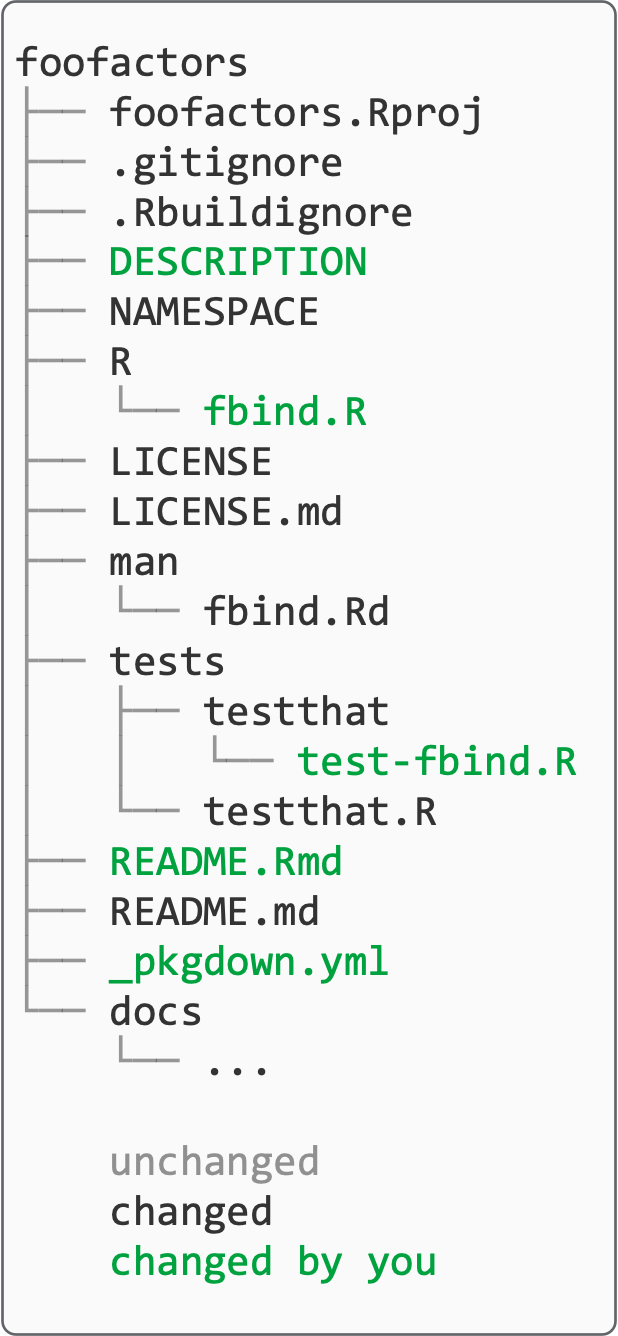 foofactors
foofactors.Rproj
.gitignore
.Rbuildignore
DESCRIPTION
NAMESPACE
R
fbind.R
LICENSE
LICENSE.md
man
fbind.Rd
tests
testthat
test-fbind.R
testthat.R
README.Rmd
README.md
_pkgdown.yml
docs
...
unchanged
changed
changed by you